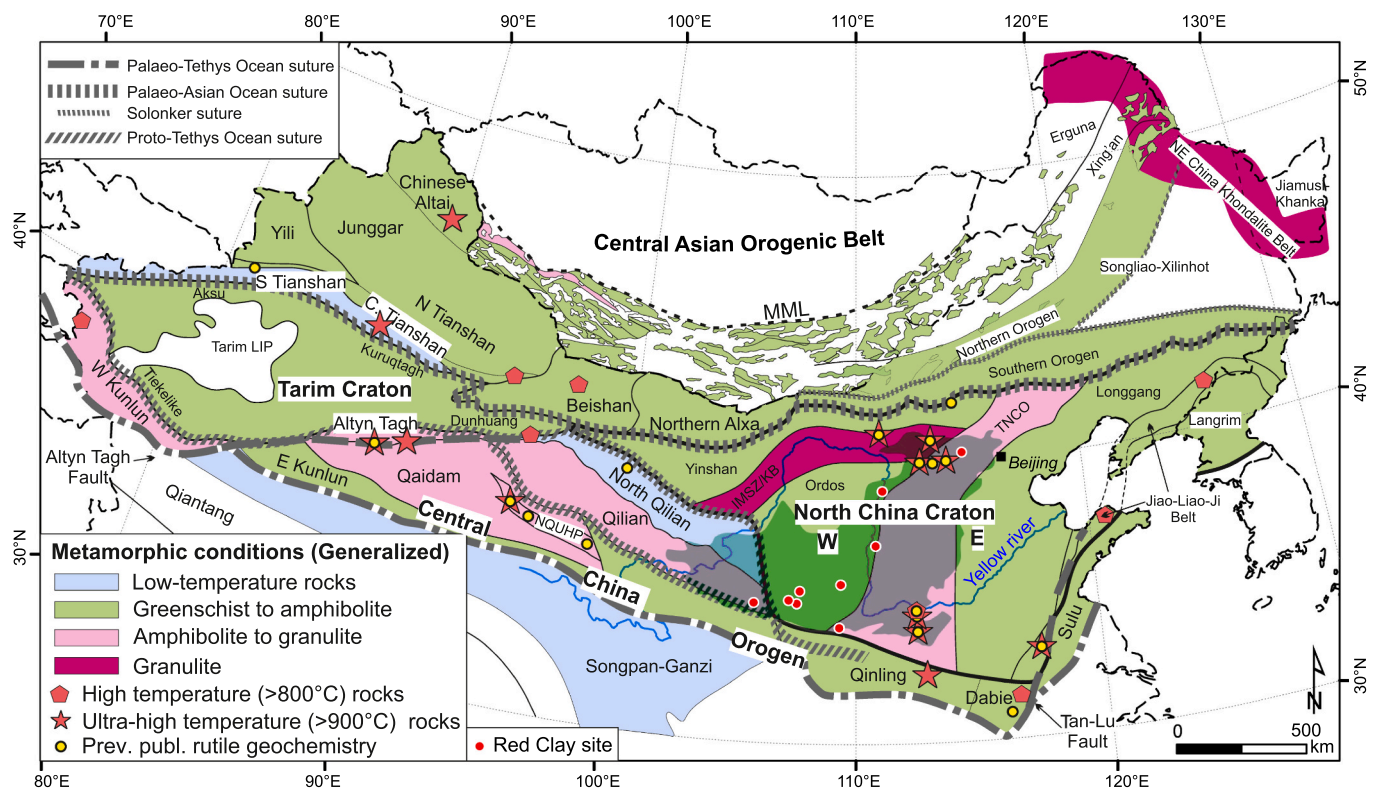 70°E 80°E 90°E 100°E 110°E 120°E 130°E
Palaeo-Tethys Ocean suture
Palaeo-Asian Ocean suture
Solonker suture
Proto-Tethys Ocean suture
50°N
40°N
30°N
40°N
30°N
Erguna
Xing'an
NE China Khondalite Belt
Jiamusi-
Khanka
Chinese
Altai
Yili
Junggar
Central Asian Orogenic Belt
Songliao-Xilinhot
S Tianshan
Aksu
C. Tianshan
N Tianshan
MML
Northern Orogen
Southern Orogen
Tarim LIP
Kuruqtagh
Tarim Craton
W Kunlun
Tiekelike
Beishan
Longgang
Langrim
TNCO
Altyn Tagh
Dunhuang
Northern Alxa
Altyn Tagh
Fault
E Kunlun
Qaidam
Yinshan
IMSZ/KB
Ordos
Beijing
Qiantang
North Qilian
Qilian
NQUHP
North China Craton
W
E
Jiao-Liao-Ji
Belt
Yellow river
Central
China
Orogen
Songpan-Ganzi
Qinling
Dabie
Sulu
Tan-Lu
Fault
N
0 500
km
Metamorphic conditions (Generalized)
Low-temperature rocks
Greenschist to amphibolite
Amphibolite to granulite
Granulite
High temperature (>800°C) rocks
Ultra-high temperature (>900°C) rocks
Prev. publ. rutile geochemistry
Red Clay site
80°E 90°E 100°E 110°E 120°E